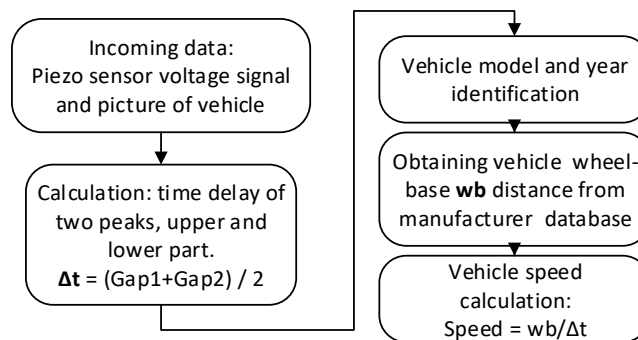 Incoming data:
Piezo sensor voltage signal
and picture of vehicle
Calculation: time delay of
two peaks, upper and
lower part.
Δt = (Gap1+Gap2) / 2
Vehicle model and year
identification
Obtaining vehicle wheel-
base wb distance from
manufacturer database
Vehicle speed
calculation:
Speed = wb/Δt